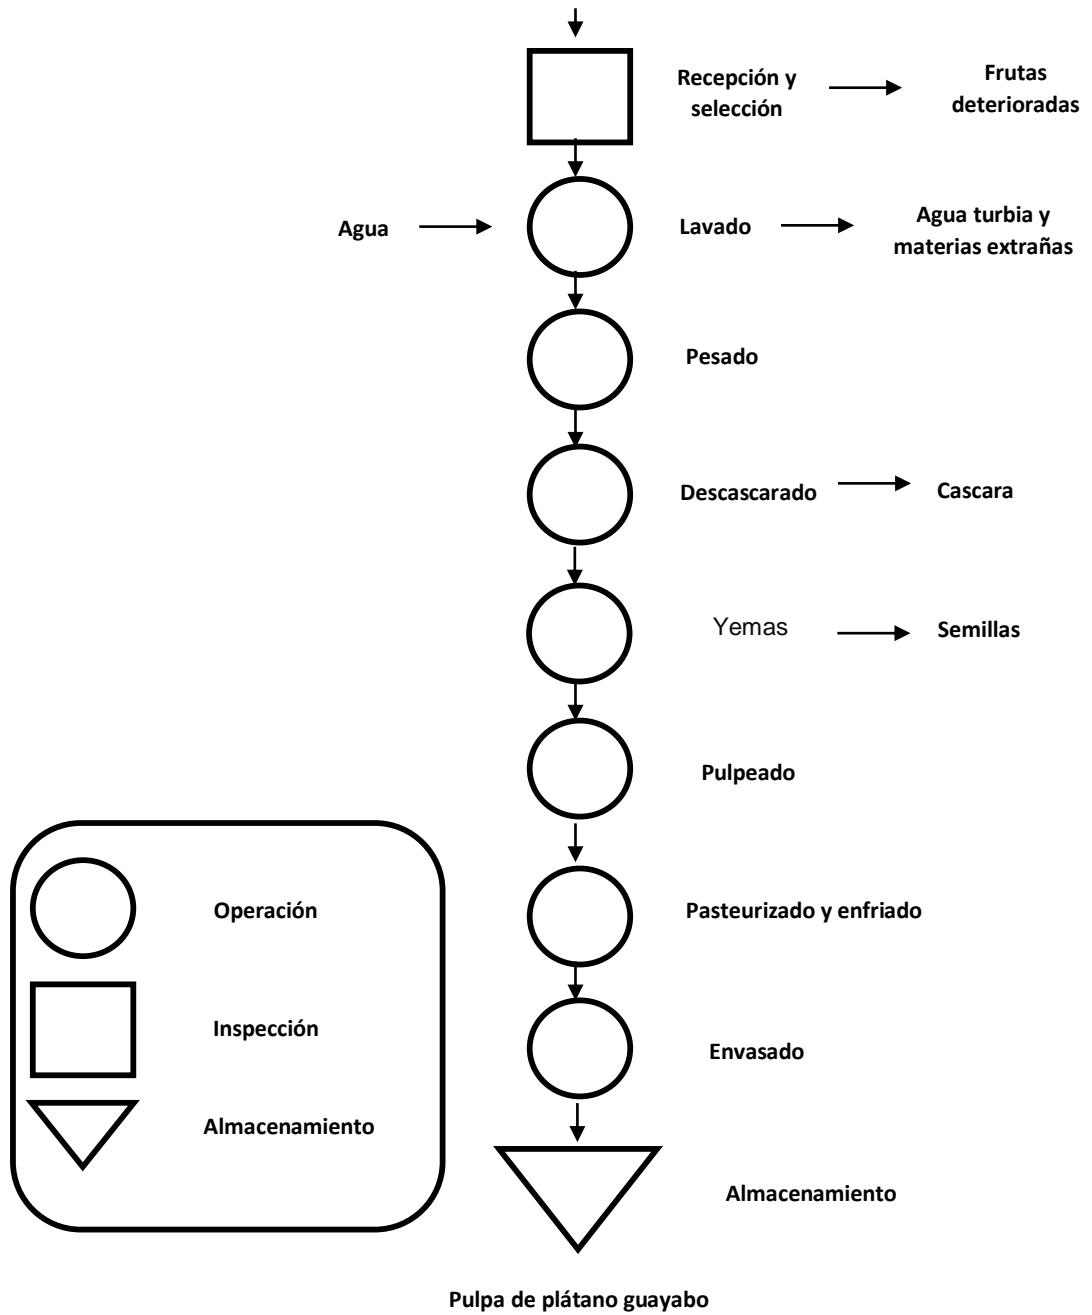 Recepción y
selección
Frutas
deterioradas
Agua
Lavado
Agua turbia y
materias extrañas
Pesado
Descascarado
Cascara
Yemas
Semillas
Pulpeado
Operación
Pasteurizado y enfriado
Inspección
Envasado
Almacenamiento
Almacenamiento
Pulpa de plátano guayabo